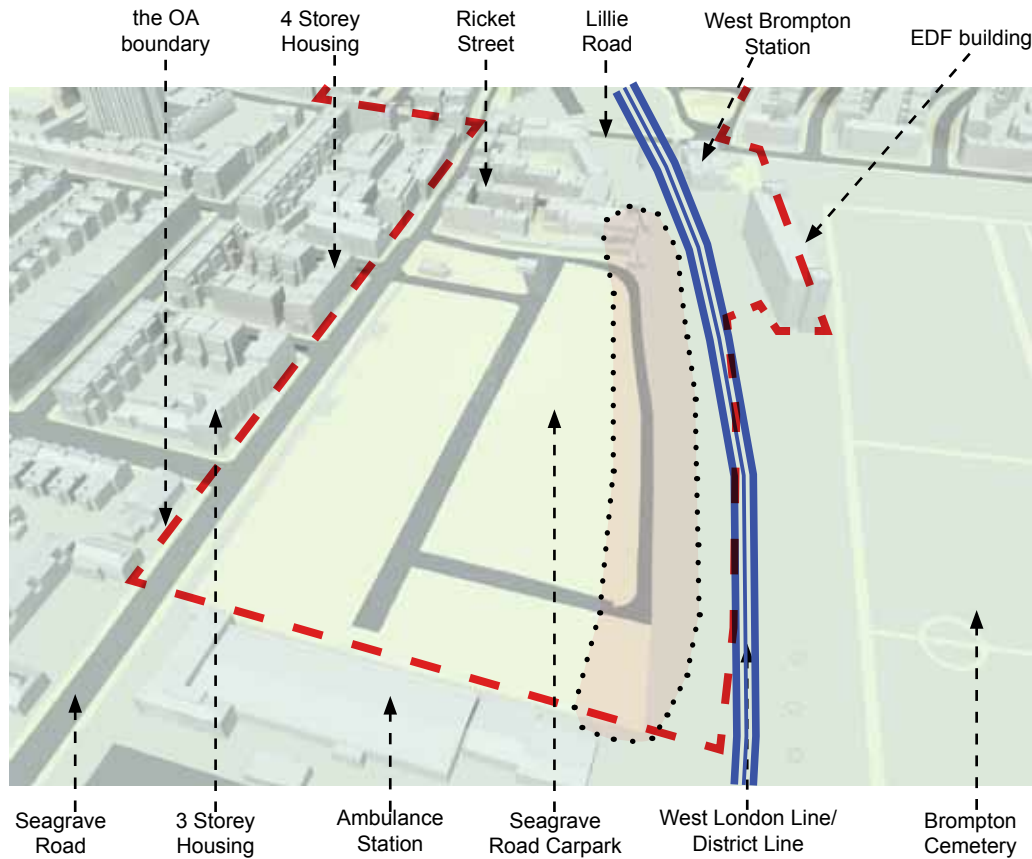 the OA
boundary
4 Storey
Housing
Ricket
Street
Lillie
Road
West Brompton
Station
EDF building
Seagrave
Road
3 Storey
Housing
Ambulance
Station
Seagrave
Road Carpark
West London Line/
District Line
Brompton
Cemetery